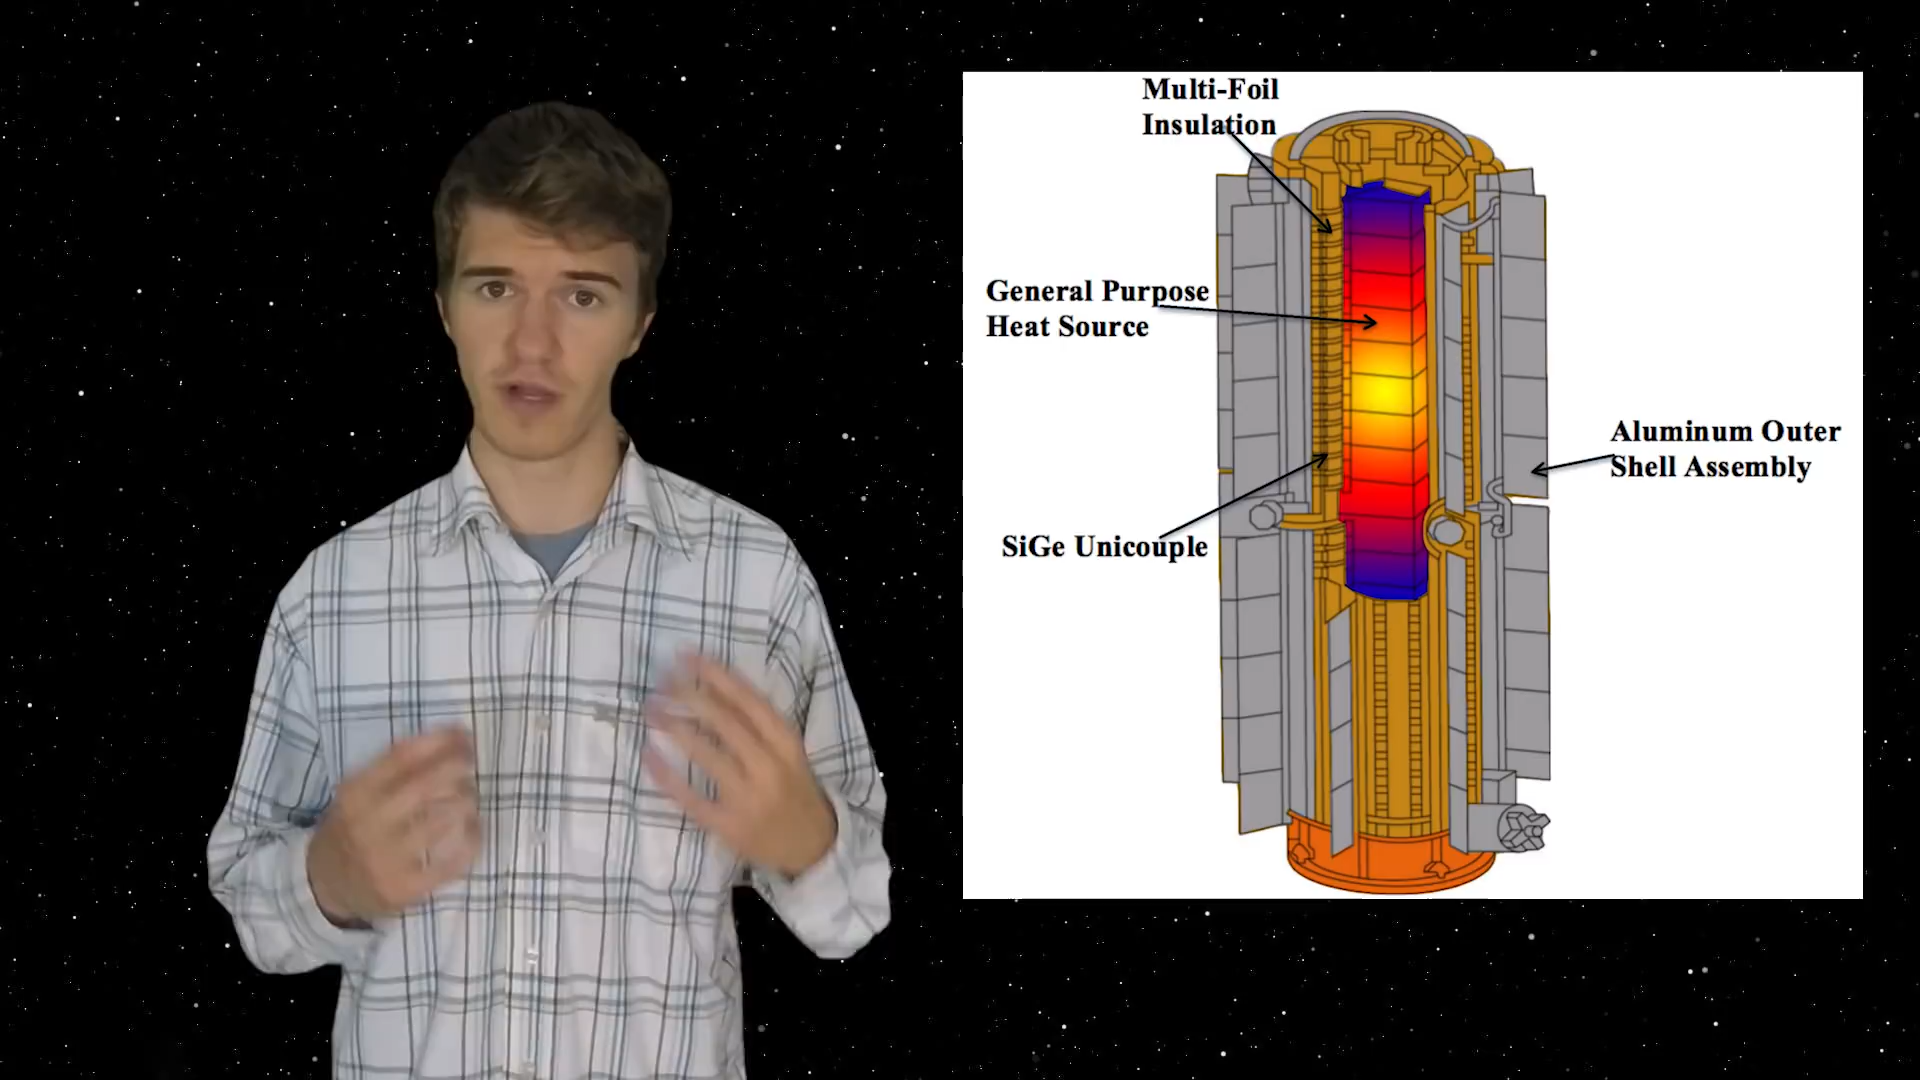 Multi-Foil
Insulation
General Purpose
Heat Source
Aluminum Outer
Shell Assembly
SiGe Unicouple